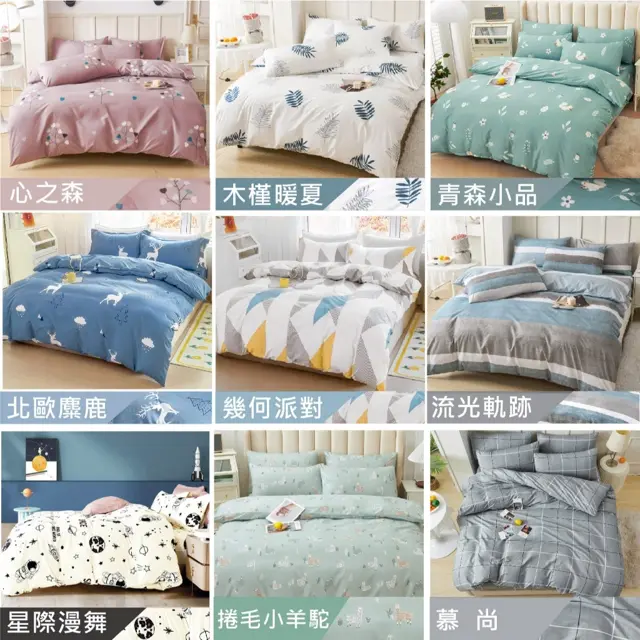 心之森
木槿暖夏
青森小品
北歐麋鹿
幾何派對
流光軌跡
星際漫舞
捲毛小羊駝
慕尚